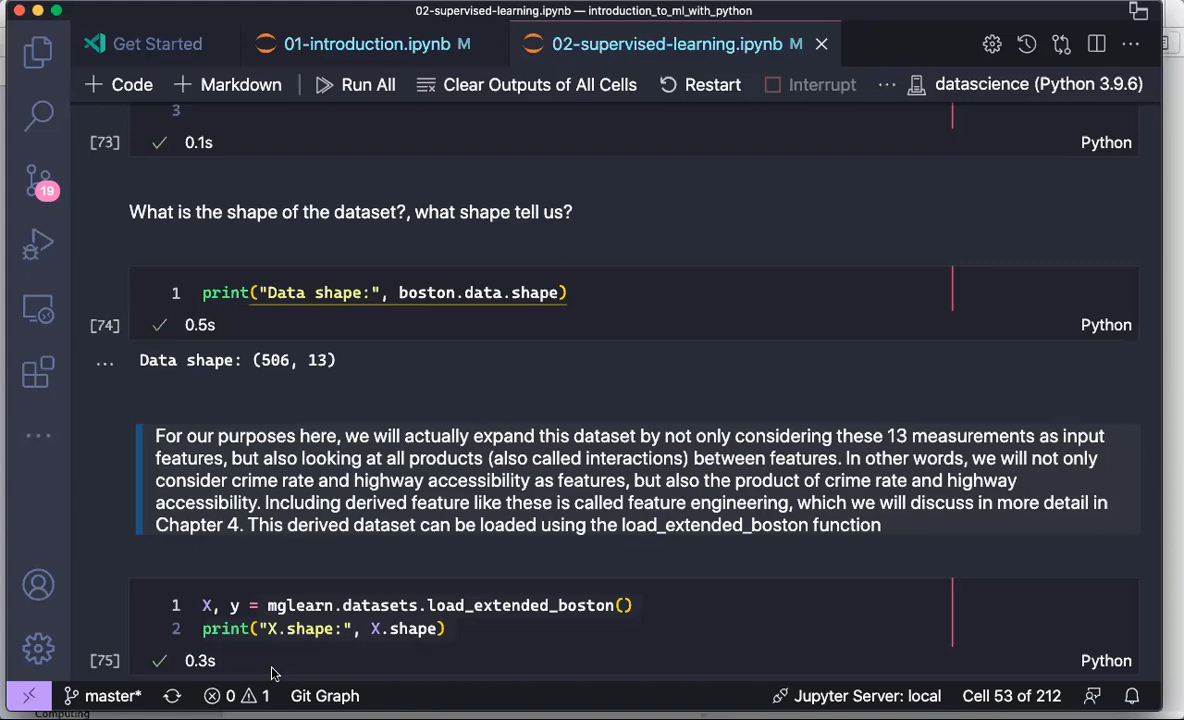 02-supervised-learning.ipynb — introduction_to_ml_with_python
Get Started 01-introduction.ipynb M 02-supervised-learning.ipynb M
Code Markdown Run All Clear Outputs of All Cells Restart Interrupt ... datascience (Python 3.9.6)
3
[73] 0.1s Python
19
What is the shape of the dataset?, what shape tell us?
1 print("Data shape:", boston.data.shape)
[74] 0.5s Python
... Data shape: (506, 13)
For our purposes here, we will actually expand this dataset by not only considering these 13 measurements as input
features, but also looking at all products (also called interactions) between features. In other words, we will not only
consider crime rate and highway accessibility as features, but also the product of crime rate and highway
accessibility. Including derived feature like these is called feature engineering, which we will discuss in more detail in
Chapter 4. This derived dataset can be loaded using the load_extended_boston function
1 X, y = mglearn.datasets.load_extended_boston()
2 print("X.shape:", X.shape)
[75] 0.3s Python
master* 0 1 Git Graph Jupyter Server: local Cell 53 of 212
Computing